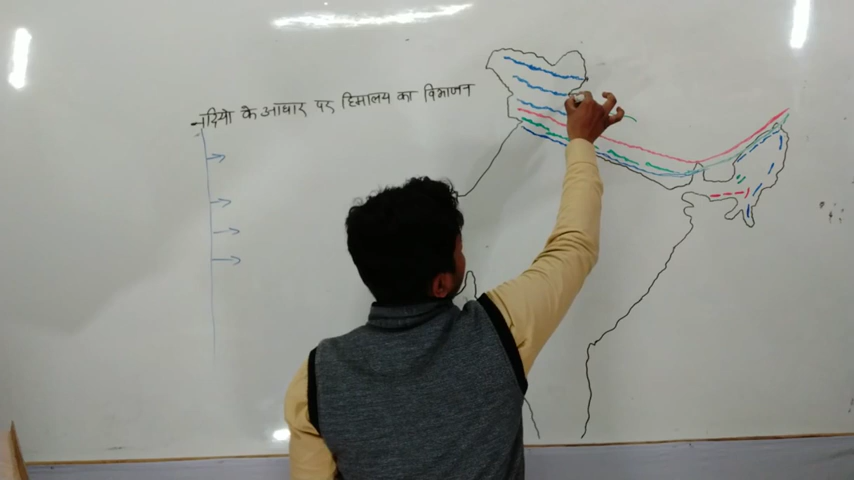 नदियो के आधार पर हिमालय का विभाजन